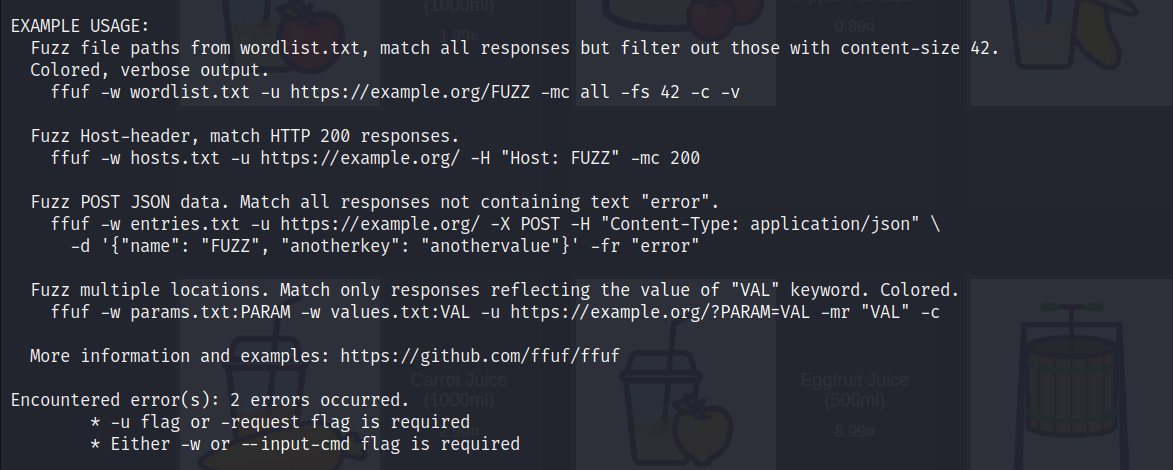 (1000ml)
1.99¤
0.89¤
EXAMPLE USAGE:
Fuzz file paths from wordlist.txt, match all responses but filter out those with content-size 42.
Colored, verbose output.
ffuf -w wordlist.txt -u https://example.org/FUZZ -mc all -fs 42 -c -v
Fuzz Host-header, match HTTP 200 responses.
ffuf -w hosts.txt -u https://example.org/ -H "Host: FUZZ" -mc 200
Fuzz POST JSON data. Match all responses not containing text "error".
ffuf -w entries.txt -u https://example.org/ -X POST -H "Content-Type: application/json" \
-d '{"name": "FUZZ", "anotherkey": "anothervalue"}' -fr "error"
Fuzz multiple locations. Match only responses reflecting the value of "VAL" keyword. Colored.
ffuf -w params.txt:PARAM -w values.txt:VAL -u https://example.org/?PARAM=VAL -mr "VAL" -c
More information and examples: https://github.com/ffuf/ffuf
Encountered error(s): 2 errors occurred.
* -u flag or -request flag is required
* Either -w or --input-cmd flag is required
Carrot Juice
(1000ml)
Eggfruit Juice
(500ml)
8.99¤